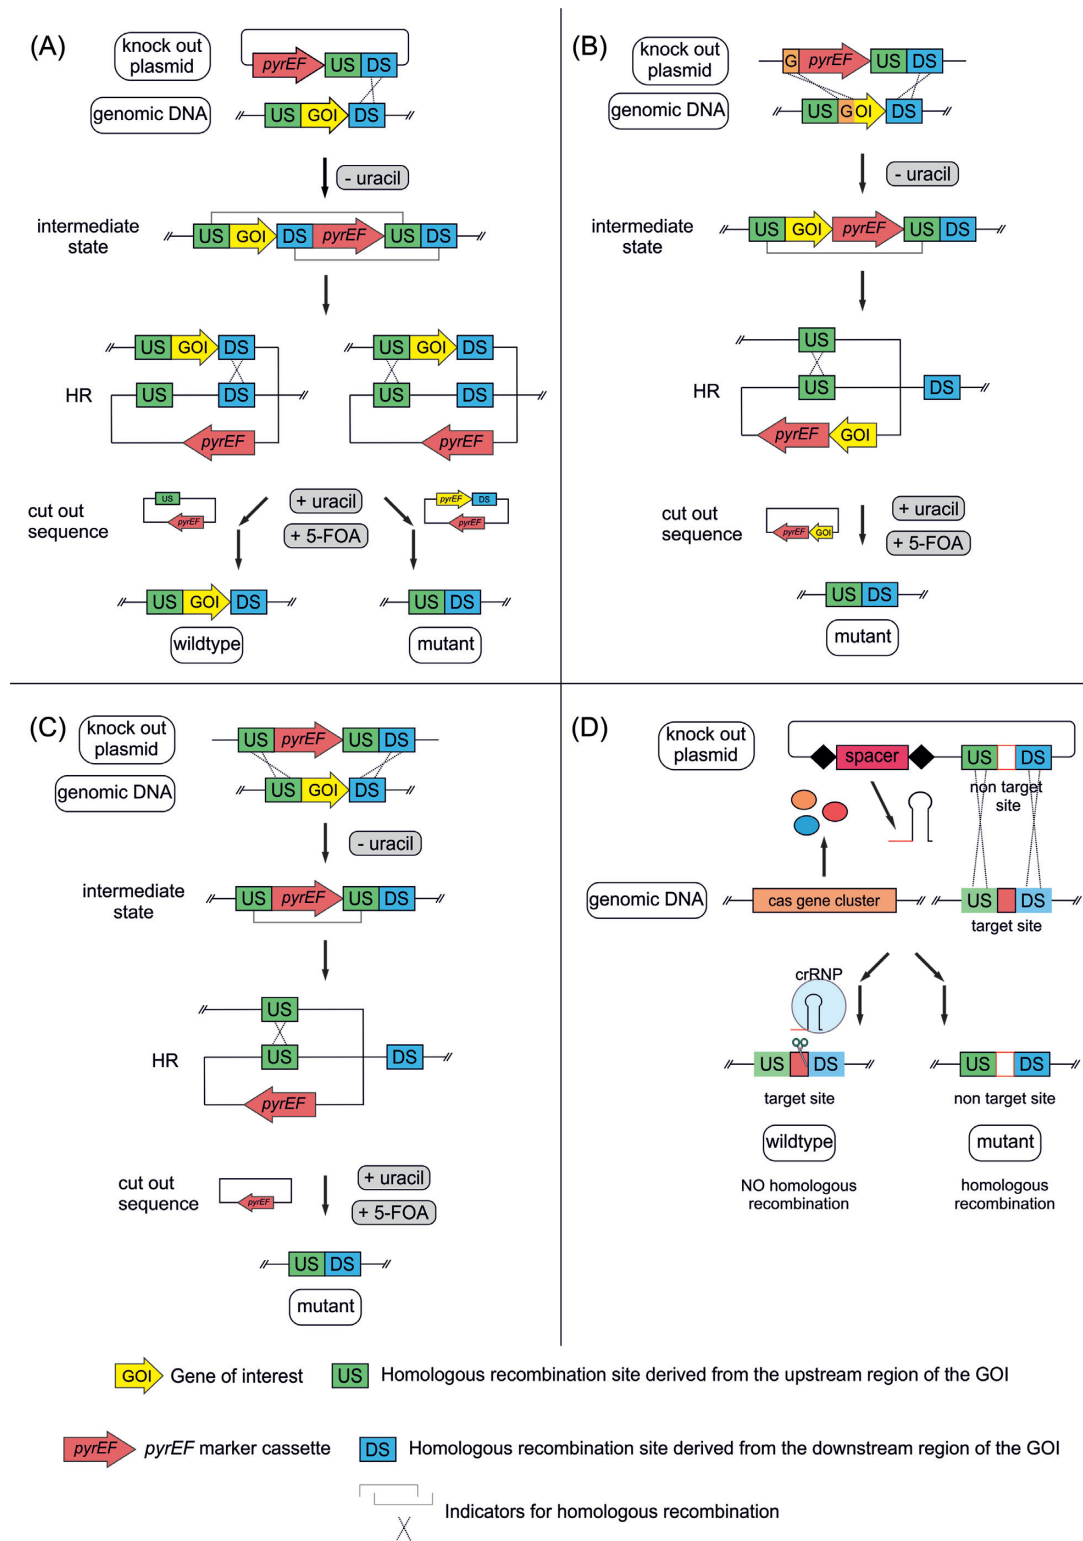 (A)
knock out
plasmid
pyrEF US DS
genomic DNA
US GOI DS
- uracil
intermediate
state
US GOI DS pyrEF US DS
US GOI DS
US GOI DS
HR
US DS
US DS
pyrEF
pyrEF
cut out
sequence
US
pyrEF
+ uracil
+ 5-FOA
pyrEF DS
pyrEF
US GOI DS
US DS
wildtype
mutant
(B)
knock out
plasmid
G pyrEF US DS
genomic DNA
US G OI DS
- uracil
intermediate
state
US GOI pyrEF US DS
US
HR
US
DS
pyrEF GOI
cut out
sequence
pyrEF GOI
+ uracil
+ 5-FOA
US DS
mutant
(C)
knock out
plasmid
US pyrEF US DS
genomic DNA
US GOI DS
- uracil
intermediate
state
US pyrEF US DS
US
HR
US
DS
pyrEF
cut out
sequence
pyrEF
+ uracil
+ 5-FOA
US DS
mutant
(D)
knock out
plasmid
spacer
US DS
non target
site
genomic DNA
cas gene cluster
US DS
target site
crRNP
US DS
US DS
target site
non target site
wildtype
mutant
NO homologous
recombination
homologous
recombination
GOI Gene of interest
US Homologous recombination site derived from the upstream region of the GOI
pyrEF pyrEF marker cassette
DS Homologous recombination site derived from the downstream region of the GOI
Indicators for homologous recombination